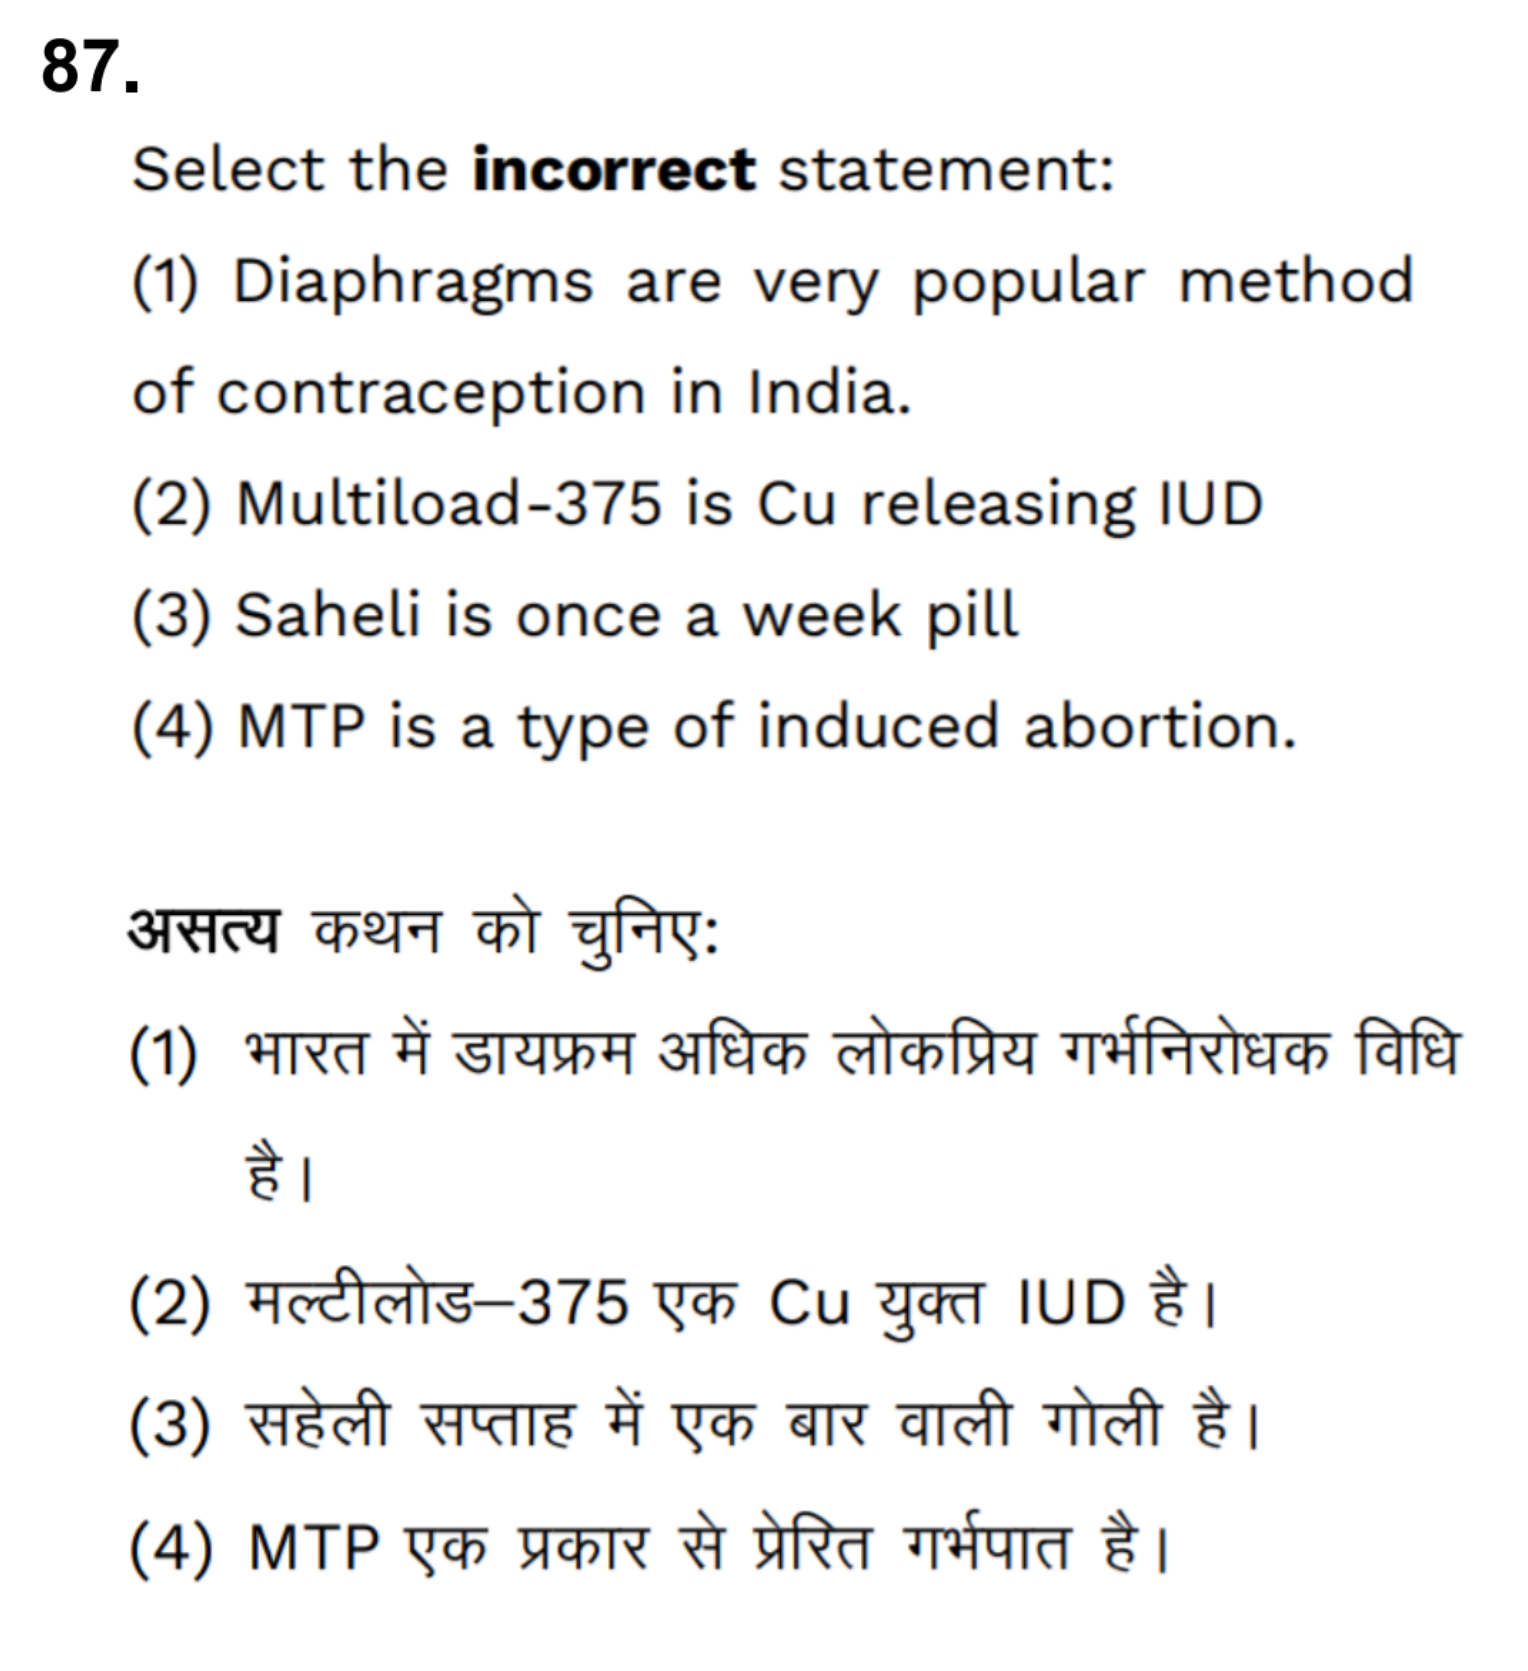 87.
Select the incorrect statement:
(1) Diaphragms are very popular method
of contraception in India.
(2) Multiload-375 is Cu releasing IUD
(3) Saheli is once a week pill
(4) MTP is a type of induced abortion.
असत्य कथन को चुनिए:
(1) भारत में डायफ्रम अधिक लोकप्रिय गर्भनिरोधक विधि
है।
(2) मल्टीलोड–375 एक Cu युक्त IUD है।
(3) सहेली सप्ताह में एक बार वाली गोली है।
(4) MTP एक प्रकार से प्रेरित गर्भपात है।